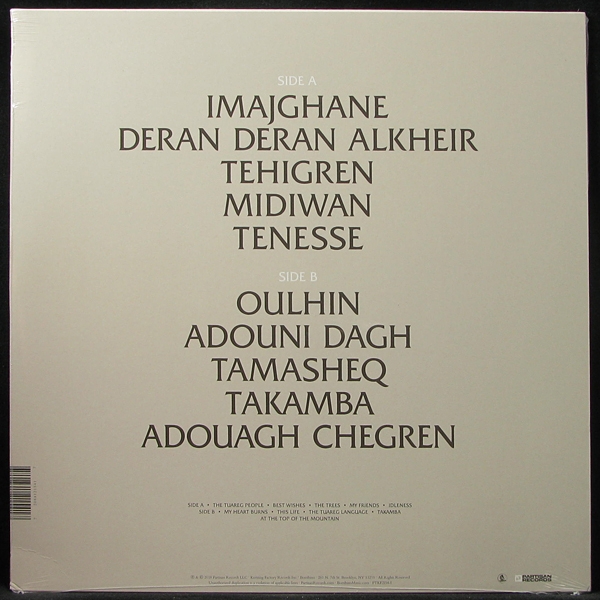 SIDE A
IMAJGHANE
DERAN DERAN ALKHEIR
TEHIGREN
MIDIWAN
TENESSE
SIDE B
OULHIN
ADOUNI DAGH
TAMASHEQ
TAKAMBA
ADOUAGH CHEGREN
SIDE A • THE TUAREG PEOPLE • BEST WISHES • THE TREES • MY FRIENDS • IDLENESS
SIDE B • MY HEART BURNS • THIS LIFE • THE TUAREG LANGUAGE • TAKAMBA
AT THE TOP OF THE MOUNTAIN
PARTISAN
RECORDS